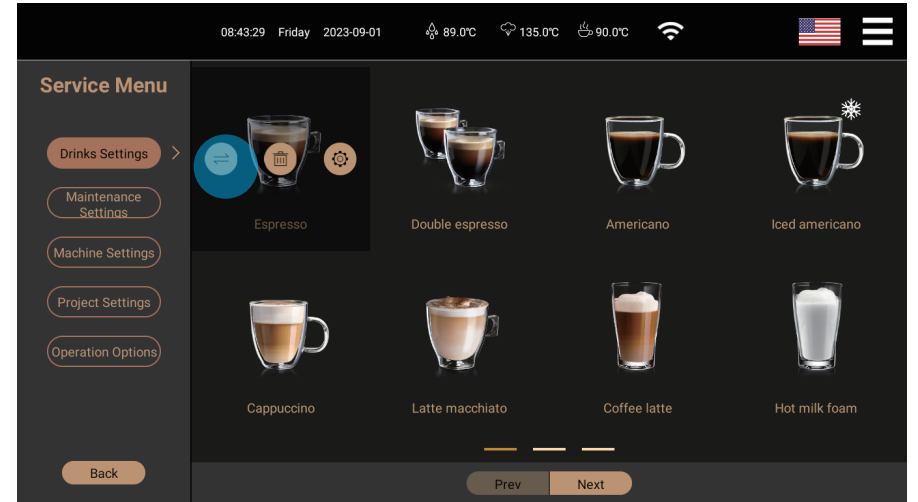 08:43:29 Friday 2023-09-01 89.0℃ 135.0℃ 90.0℃
Service Menu
Drinks Settings >
Maintenance
Settings
Machine Settings
Project Settings
Operation Options
Back
Espresso Double espresso Americano Iced americano
Cappuccino Latte macchiato Coffee latte Hot milk foam
Prev Next